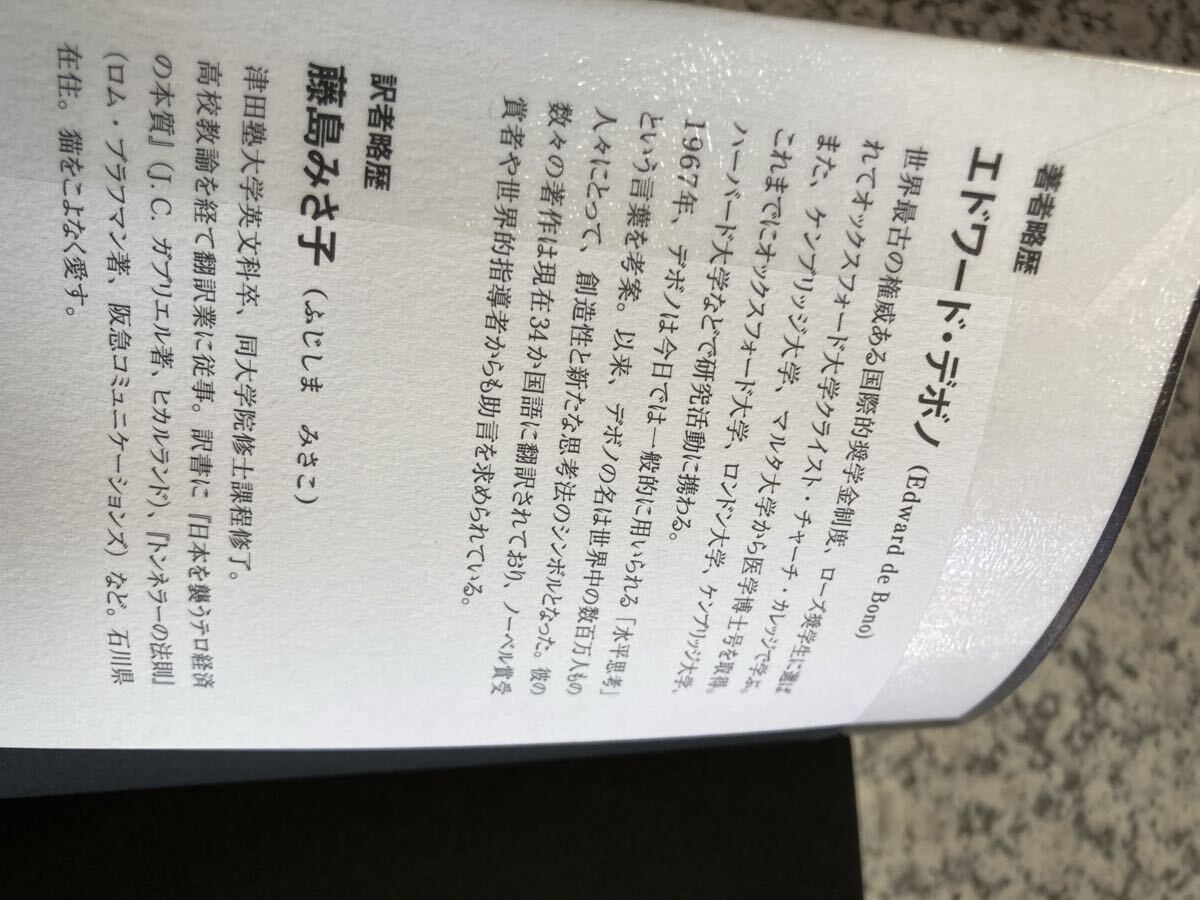 著者略歴
エドワード・デボノ（Edward de Bono）
世界最古の権威ある国際的奨学金制度、ローズ奨学生に選ば
れてオックスフォード大学クライスト・チャーチ・カレッジで学ぶ。
また、ケンブリッジ大学、マルタ大学から医学博士号を取得。
これまでにオックスフォード大学、ロンドン大学、ケンブリッジ大学、
ハーバード大学などで研究活動に携わる。
1967年、デボノは今日では一般的に用いられる「水平思考」
という言葉を考案。以来、デボノの名は世界中の数百万人もの
人々にとって、創造性と新たな思考法のシンボルとなった。彼の
数々の著作は現在34か国語に翻訳されており、ノーベル賞受
賞者や世界的指導者からも助言を求められている。
訳者略歴
藤島みさ子（ふじしま みさこ）
津田塾大学英文科卒、同大学院修士課程修了。
高校教諭を経て翻訳業に従事。訳書に『日本を襲うテロ経済
の本質』（J.C. ガブリエル著、ヒカルランド）、『トンネラーの法則』
（ロム・ブラフマン著、阪急コミュニケーションズ）など。石川県
在住。猫をこよなく愛す。